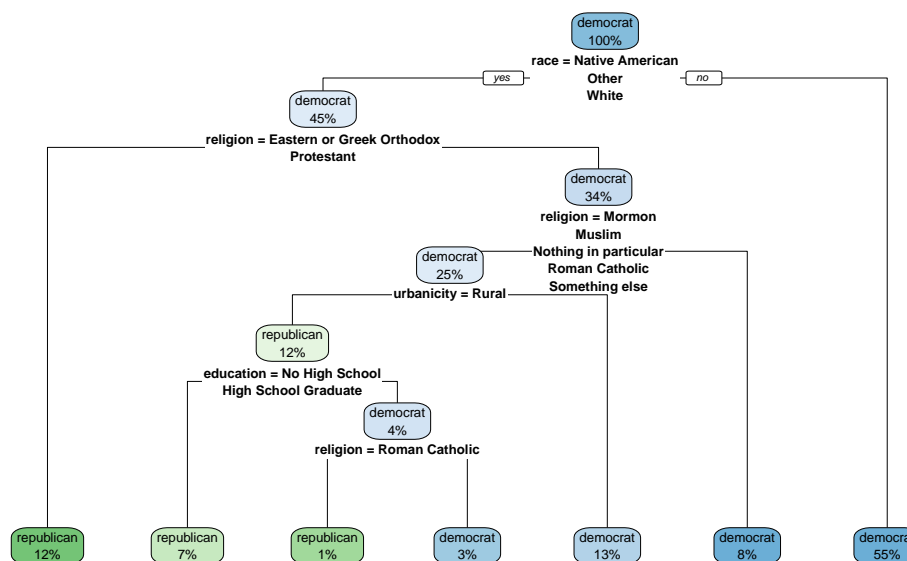 democrat
100%
race = Native American
Other
White
yes
no
democrat
45%
religion = Eastern or Greek Orthodox
Protestant
democrat
34%
religion = Mormon
Muslim
Nothing in particular
Roman Catholic
Something else
democrat
25%
urbanicity = Rural
republican
12%
education = No High School
High School Graduate
democrat
4%
religion = Roman Catholic
republican
12%
republican
7%
republican
1%
democrat
3%
democrat
13%
democrat
8%
democra
55%